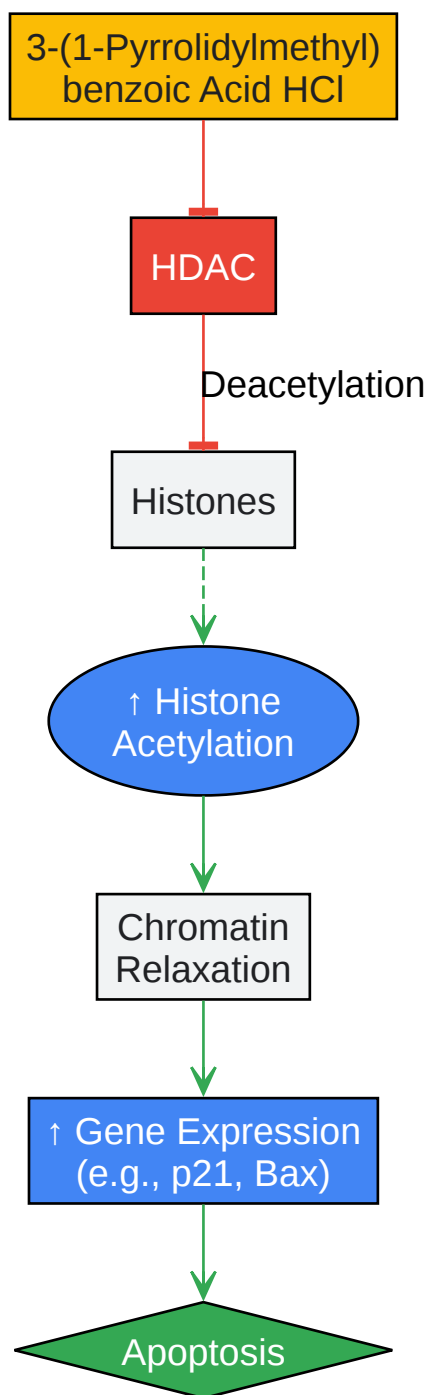 3-(1-Pyrrolidylmethyl)
benzoic Acid HCl
HDAC
Deacetylation
Histones
↑ Histone
Acetylation
Chromatin
Relaxation
↑ Gene Expression
(e.g., p21, Bax)
Apoptosis